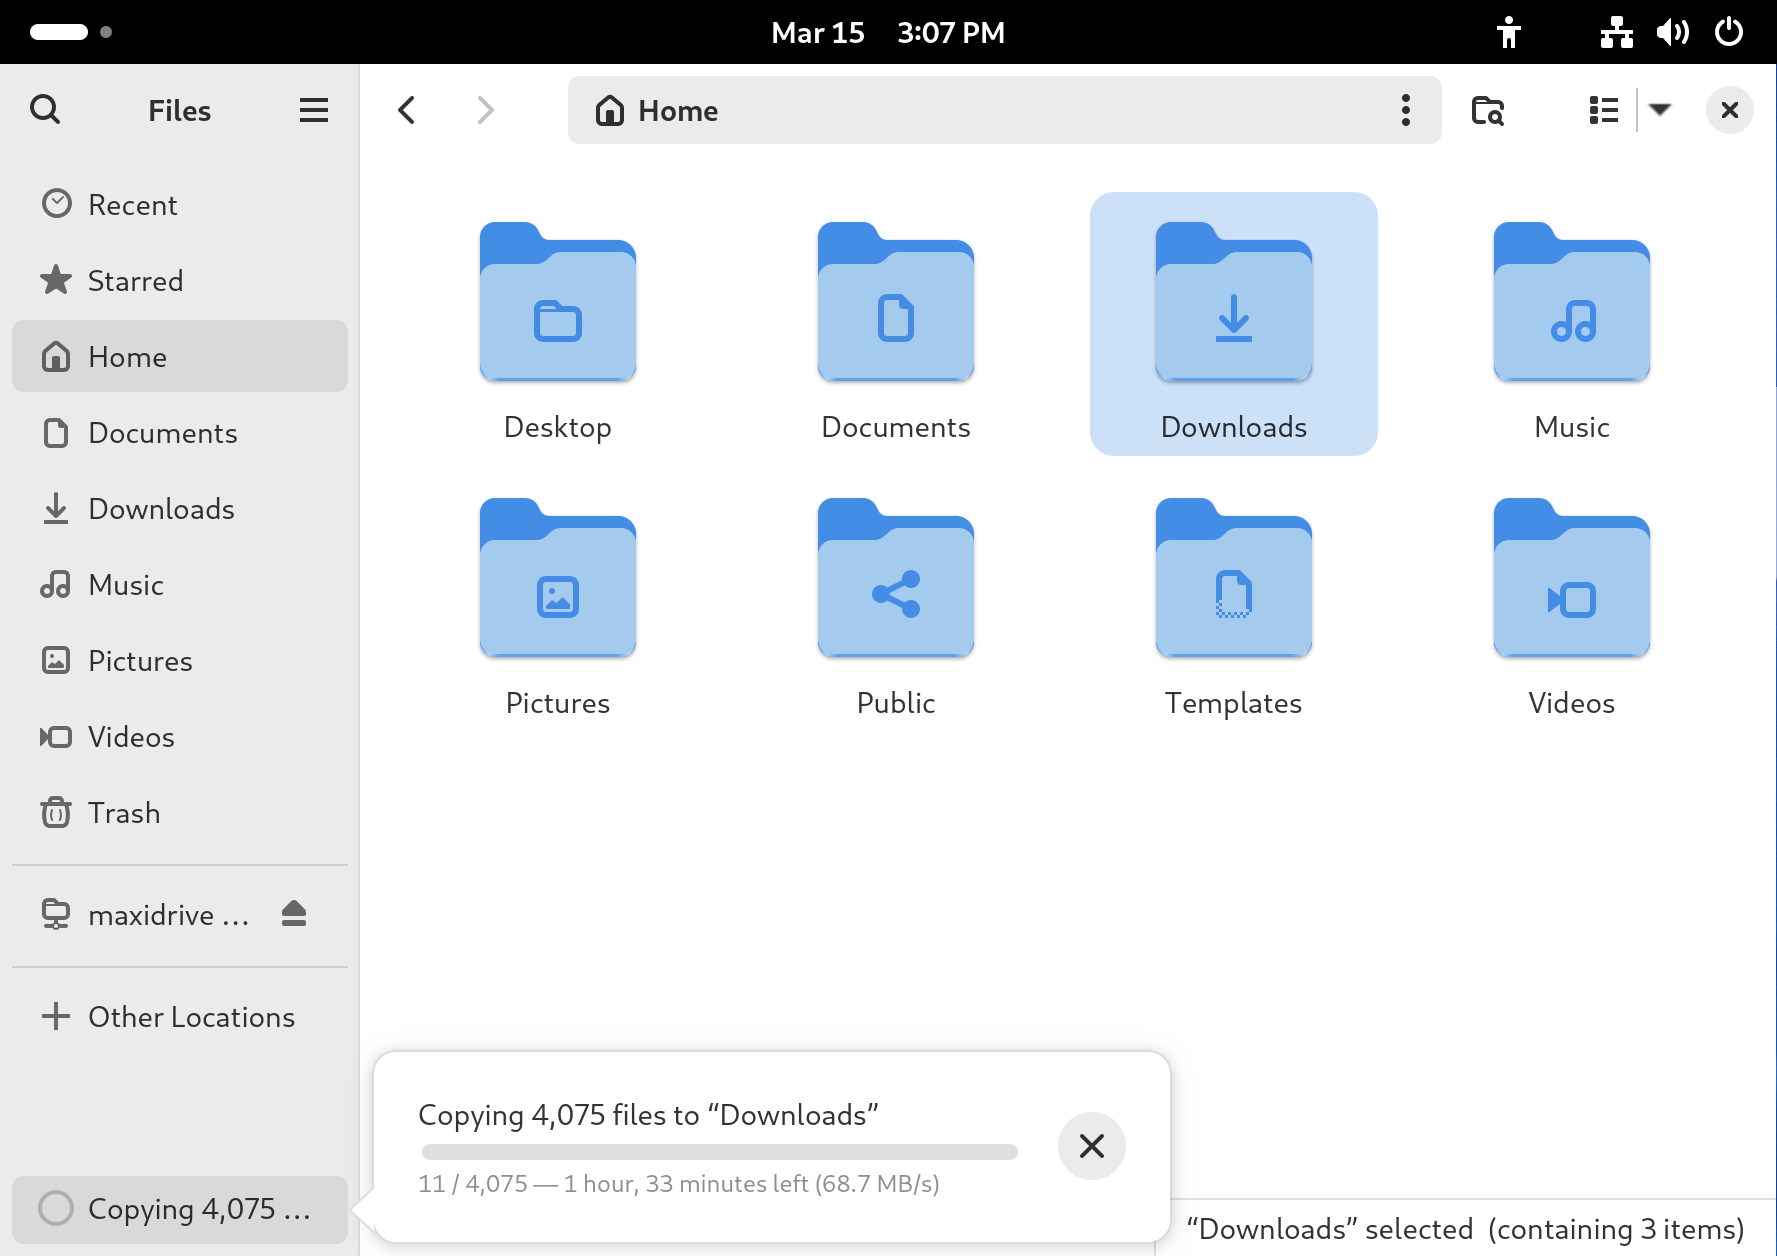 Mar 15 3:07 PM
Files
Home
Recent
Starred
Home
Documents
Downloads
Music
Pictures
Videos
Trash
maxidrive ...
Other Locations
Copying 4,075 ...
Desktop
Documents
Downloads
Music
Pictures
Public
Templates
Videos
Copying 4,075 files to “Downloads”
11 / 4,075 — 1 hour, 33 minutes left (68.7 MB/s)
“Downloads” selected (containing 3 items)